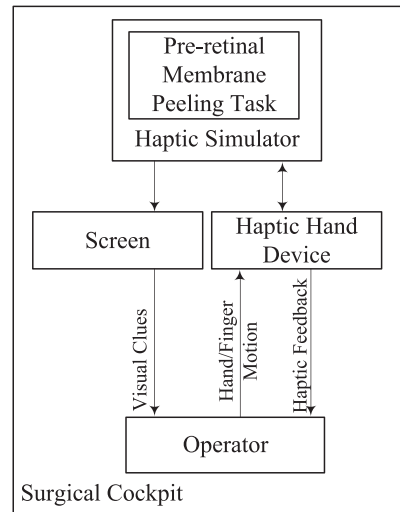 Pre-retinal
Membrane
Peeling Task
Haptic Simulator
Screen
Haptic Hand
Device
Visual Clues
Hand/Finger
Motion
Haptic Feedback
Operator
Surgical Cockpit